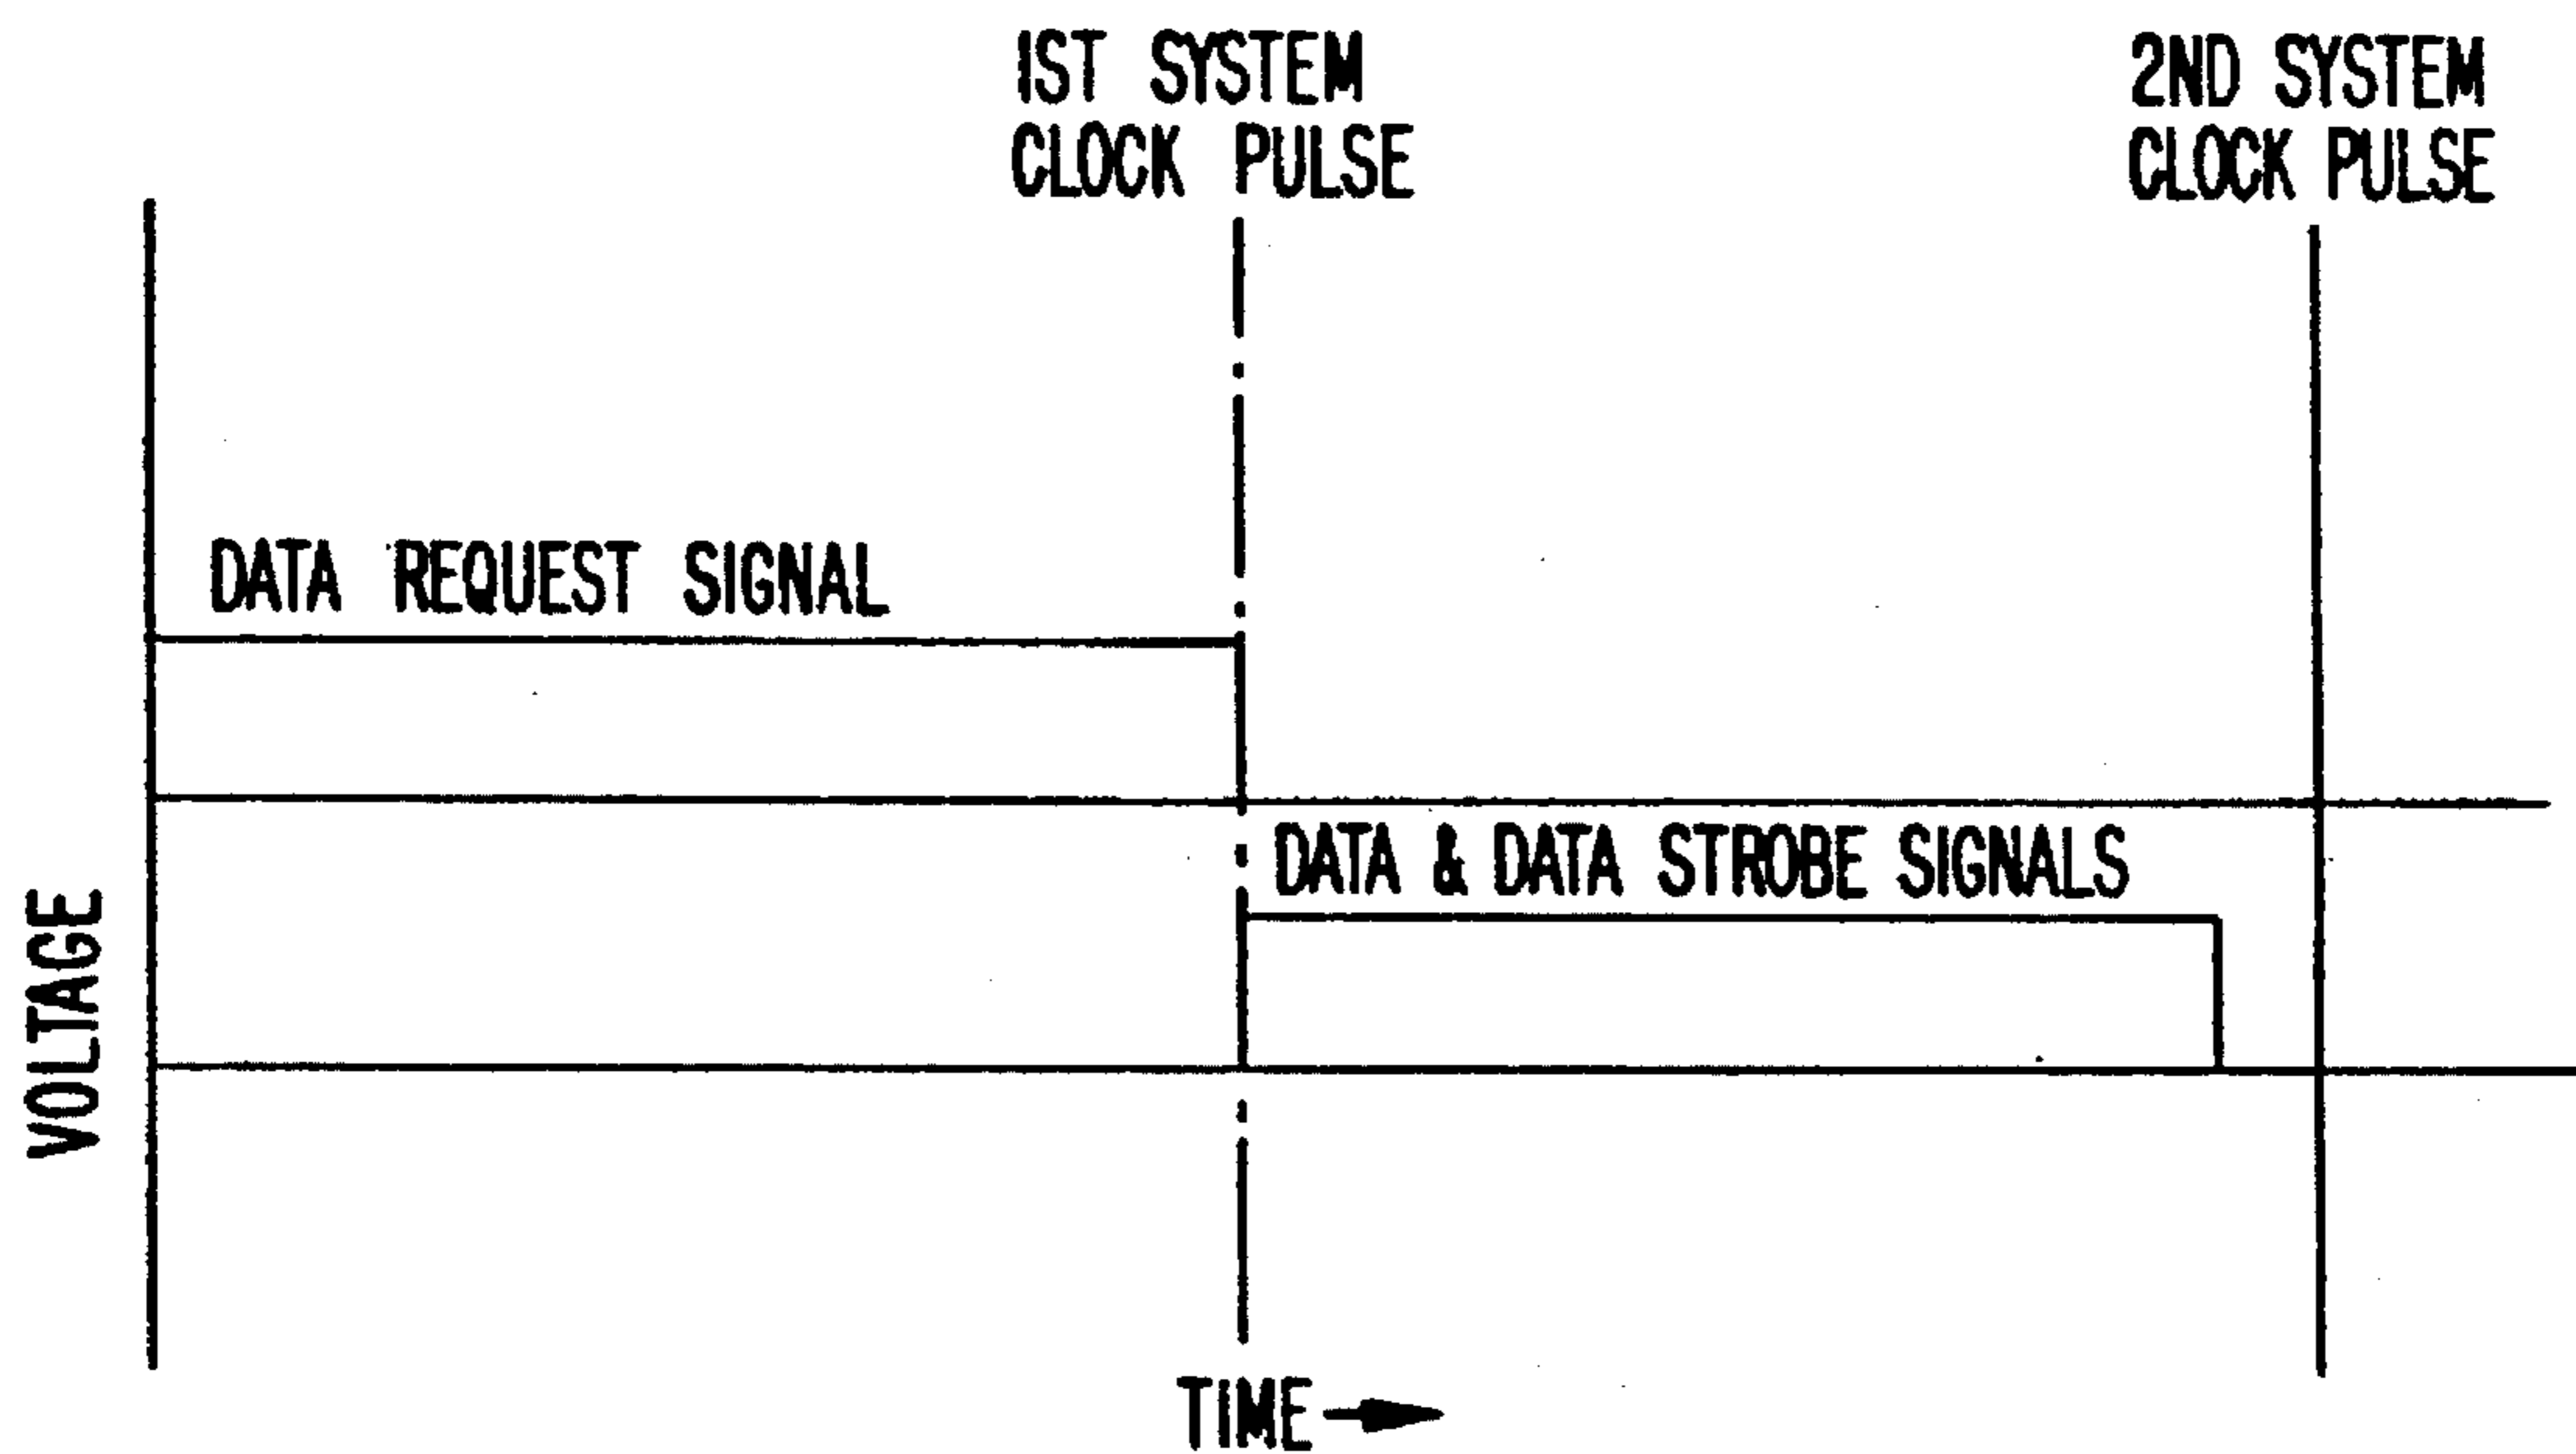 1ST SYSTEM
CLOCK PULSE
2ND SYSTEM
CLOCK PULSE
DATA REQUEST SIGNAL
DATA & DATA STROBE SIGNALS
VOLTAGE
TIME